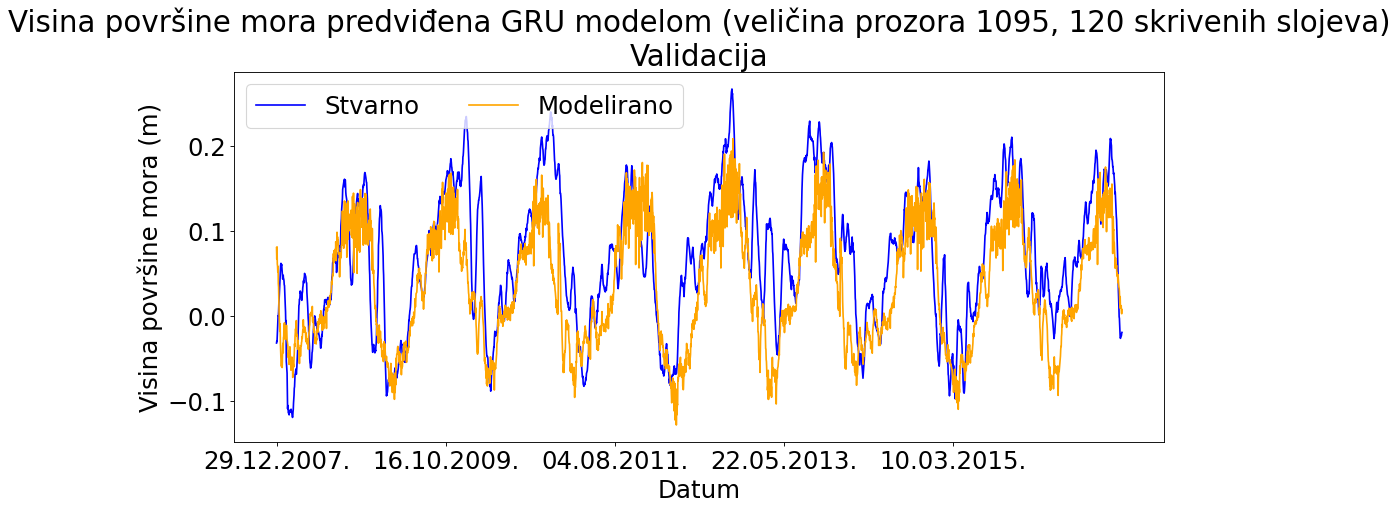 Visina površine mora predviđena GRU modelom (veličina prozora 1095, 120 skrivenih slojeva)
Validacija
Stvarno
Modelirano
Visina površine mora (m)
0.2
0.1
0.0
−0.1
29.12.2007.
16.10.2009.
04.08.2011.
22.05.2013.
10.03.2015.
Datum